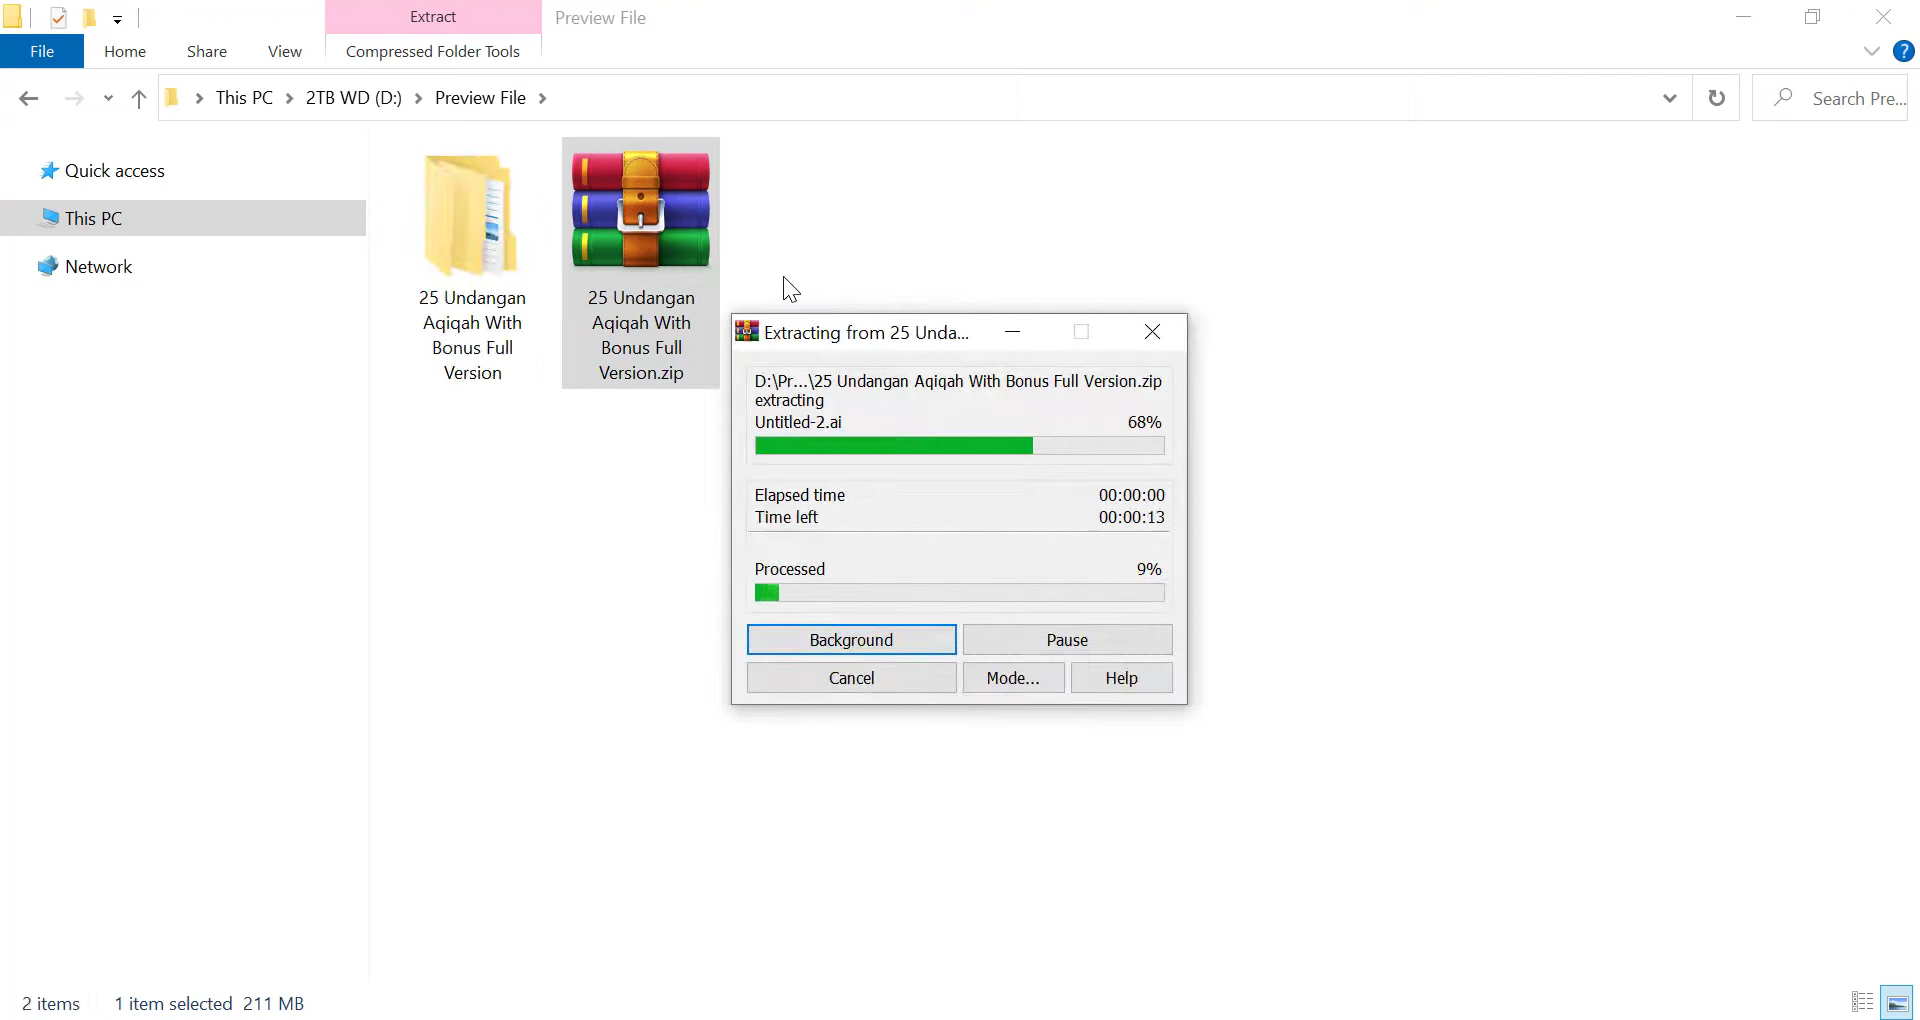 Extract
Preview File
File
Home
Share
View
Compressed Folder Tools
?
This PC
2TB WD (D:)
Preview File
Search Pre...
Quick access
This PC
Network
25 Undangan
Aqiqah With
Bonus Full
Version
25 Undangan
Aqiqah With
Bonus Full
Version.zip
Extracting from 25 Unda...
D:\Pr...\25 Undangan Aqiqah With Bonus Full Version.zip
extracting
Untitled-2.ai 68%
Elapsed time 00:00:00
Time left 00:00:13
Processed 9%
Background
Pause
Cancel
Mode...
Help
2 items 1 item selected 211 MB